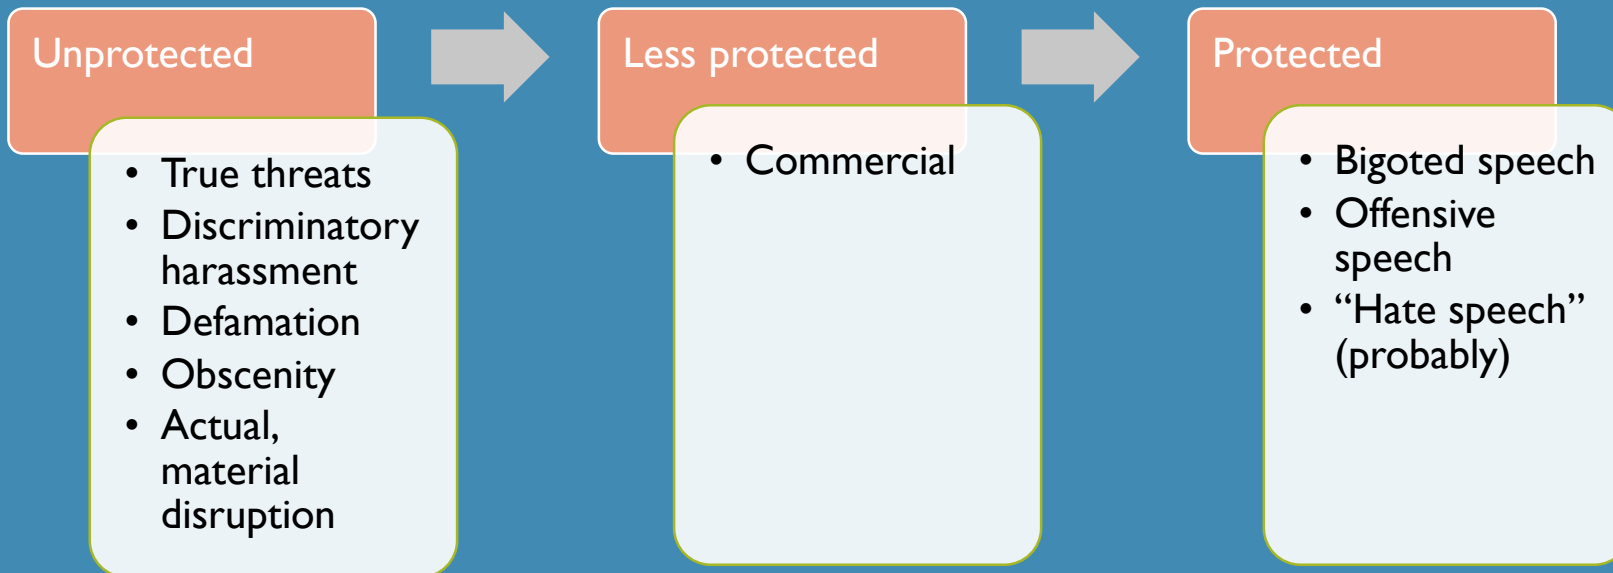 Unprotected
• True threats
• Discriminatory
harassment
• Defamation
• Obscenity
• Actual,
material
disruption
Less protected
• Commercial
Protected
• Bigoted speech
• Offensive
speech
• “Hate speech”
(probably)